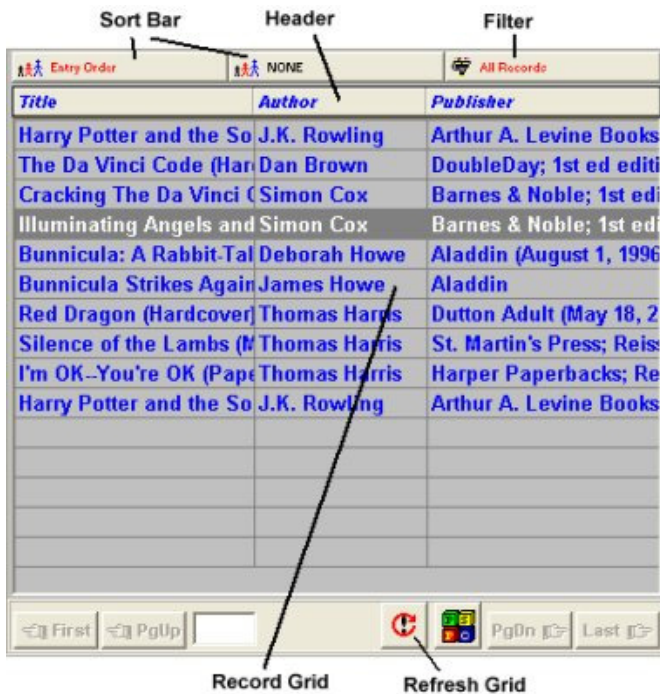 Sort Bar Header Filter
Entry Order NONE All Records
Title Author Publisher
Harry Potter and the So J.K. Rowling Arthur A. Levine Books
The Da Vinci Code (Har Dan Brown DoubleDay; 1st ed editi
Cracking The Da Vinci ( Simon Cox Barnes & Noble; 1st edi
Illuminating Angels and Simon Cox Barnes & Noble; 1st edi
Bunnicula: A Rabbit-Tal Deborah Howe Aladdin (August 1, 1996
Bunnicula Strikes Again James Howe Aladdin
Red Dragon (Hardcover) Thomas Harris Dutton Adult (May 18, 2
Silence of the Lambs (M Thomas Harris St. Martin's Press; Reis
I'm OK--You're OK (Pape Thomas Harris Harper Paperbacks; Re
Harry Potter and the So J.K. Rowling Arthur A. Levine Books
First PgUp PgDn Last
Record Grid Refresh Grid